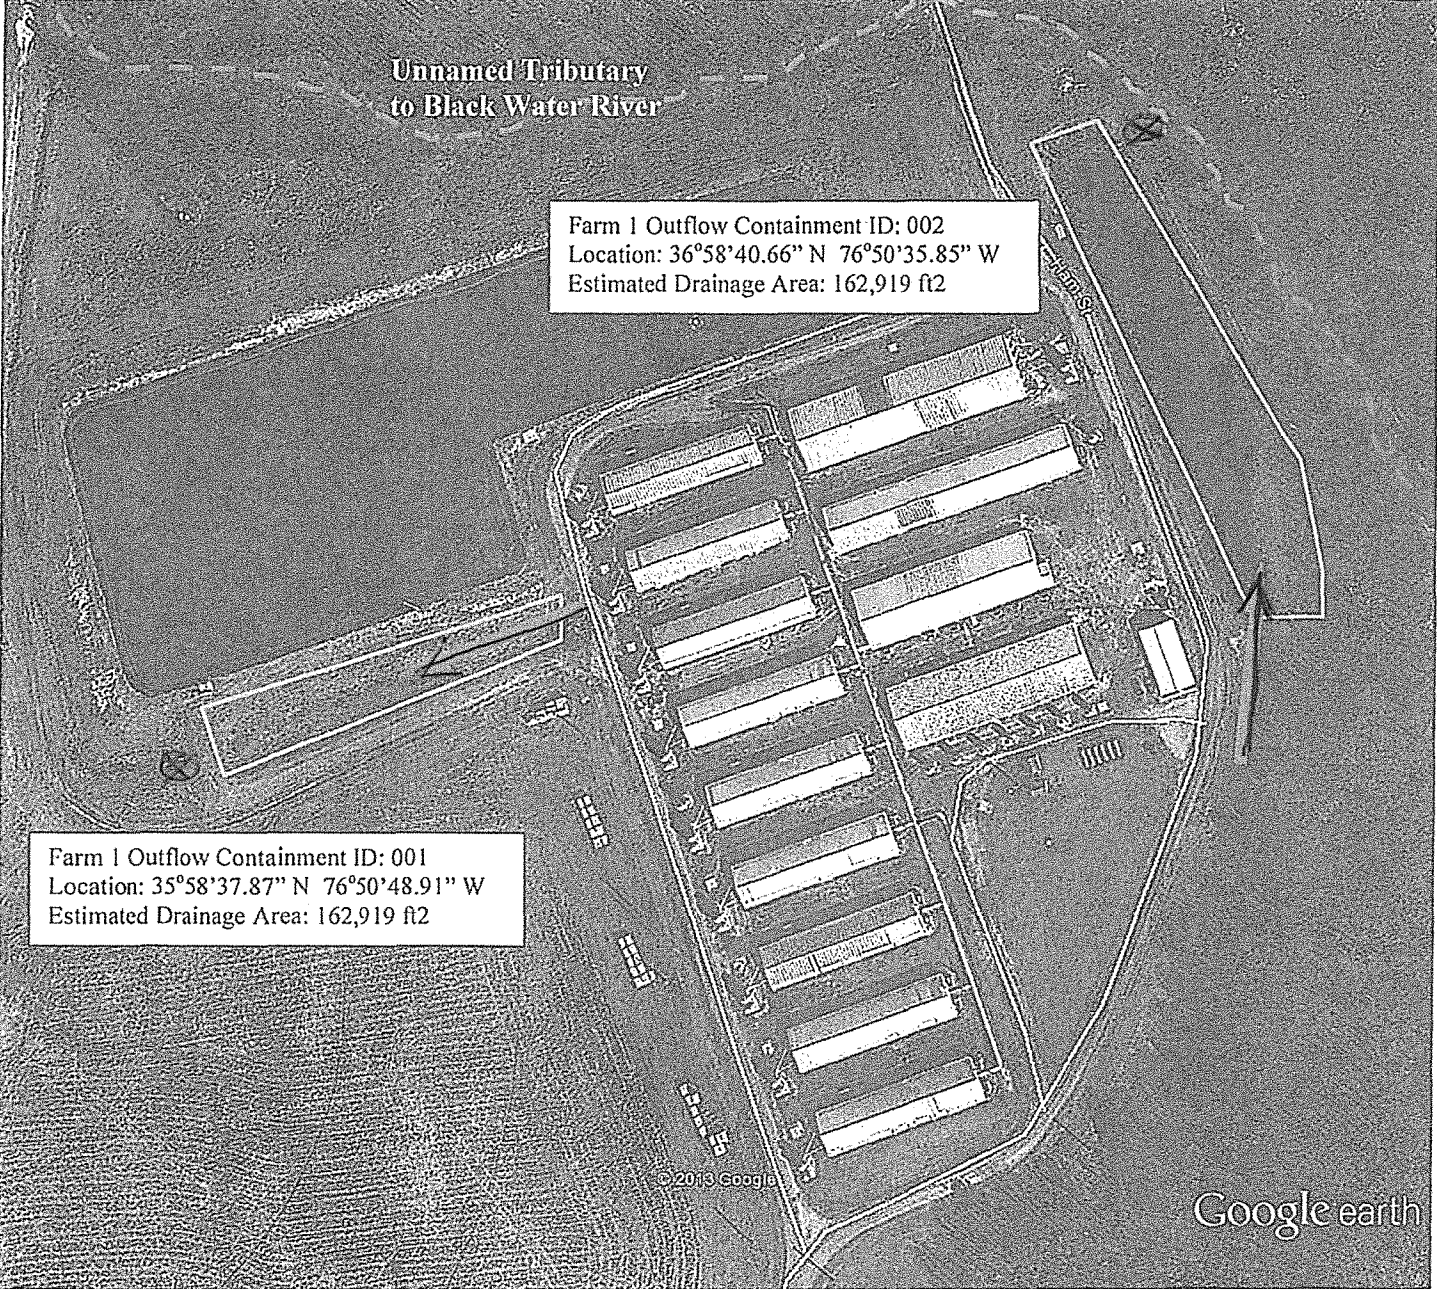 Unnamed Tributary
to Black Water River
Farm 1 Outflow Containment ID: 002
Location: 36°58'40.66" N 76°50'35.85" W
Estimated Drainage Area: 162,919 ft2
Ham St
Farm 1 Outflow Containment ID: 001
Location: 35°58'37.87" N 76°50'48.91" W
Estimated Drainage Area: 162,919 ft2
© 2013 Google
Google earth